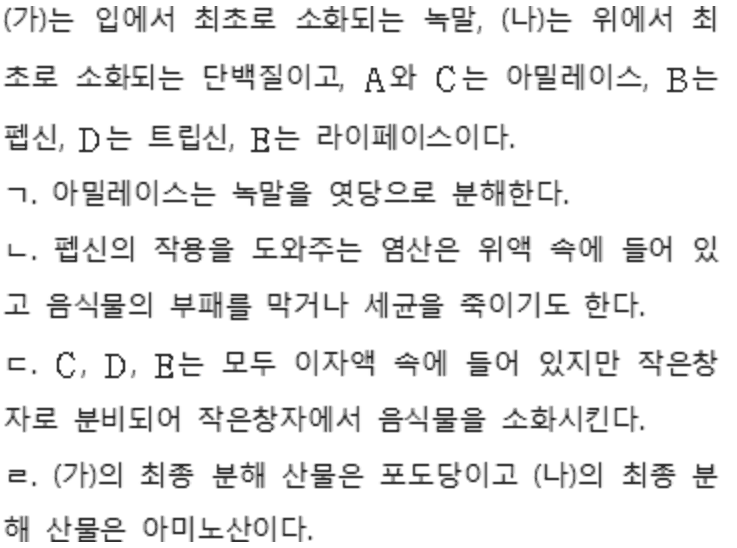 (가)는 입에서 최초로 소화되는 녹말, (나)는 위에서 최
초로 소화되는 단백질이고, A와 C는 아밀레이스, B는
펩신, D는 트립신, E는 라이페이스이다.
ㄱ. 아밀레이스는 녹말을 엿당으로 분해한다.
ㄴ. 펩신의 작용을 도와주는 염산은 위액 속에 들어 있
고 음식물의 부패를 막거나 세균을 죽이기도 한다.
ㄷ. C, D, E는 모두 이자액 속에 들어 있지만 작은창
자로 분비되어 작은창자에서 음식물을 소화시킨다.
ㄹ. (가)의 최종 분해 산물은 포도당이고 (나)의 최종 분
해 산물은 아미노산이다.